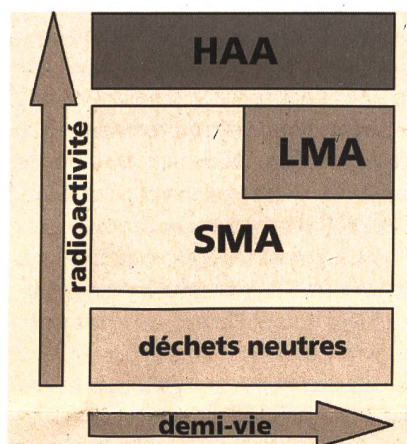 HAA
LMA
SMA
radioactivité
déchets neutres
demi-vie